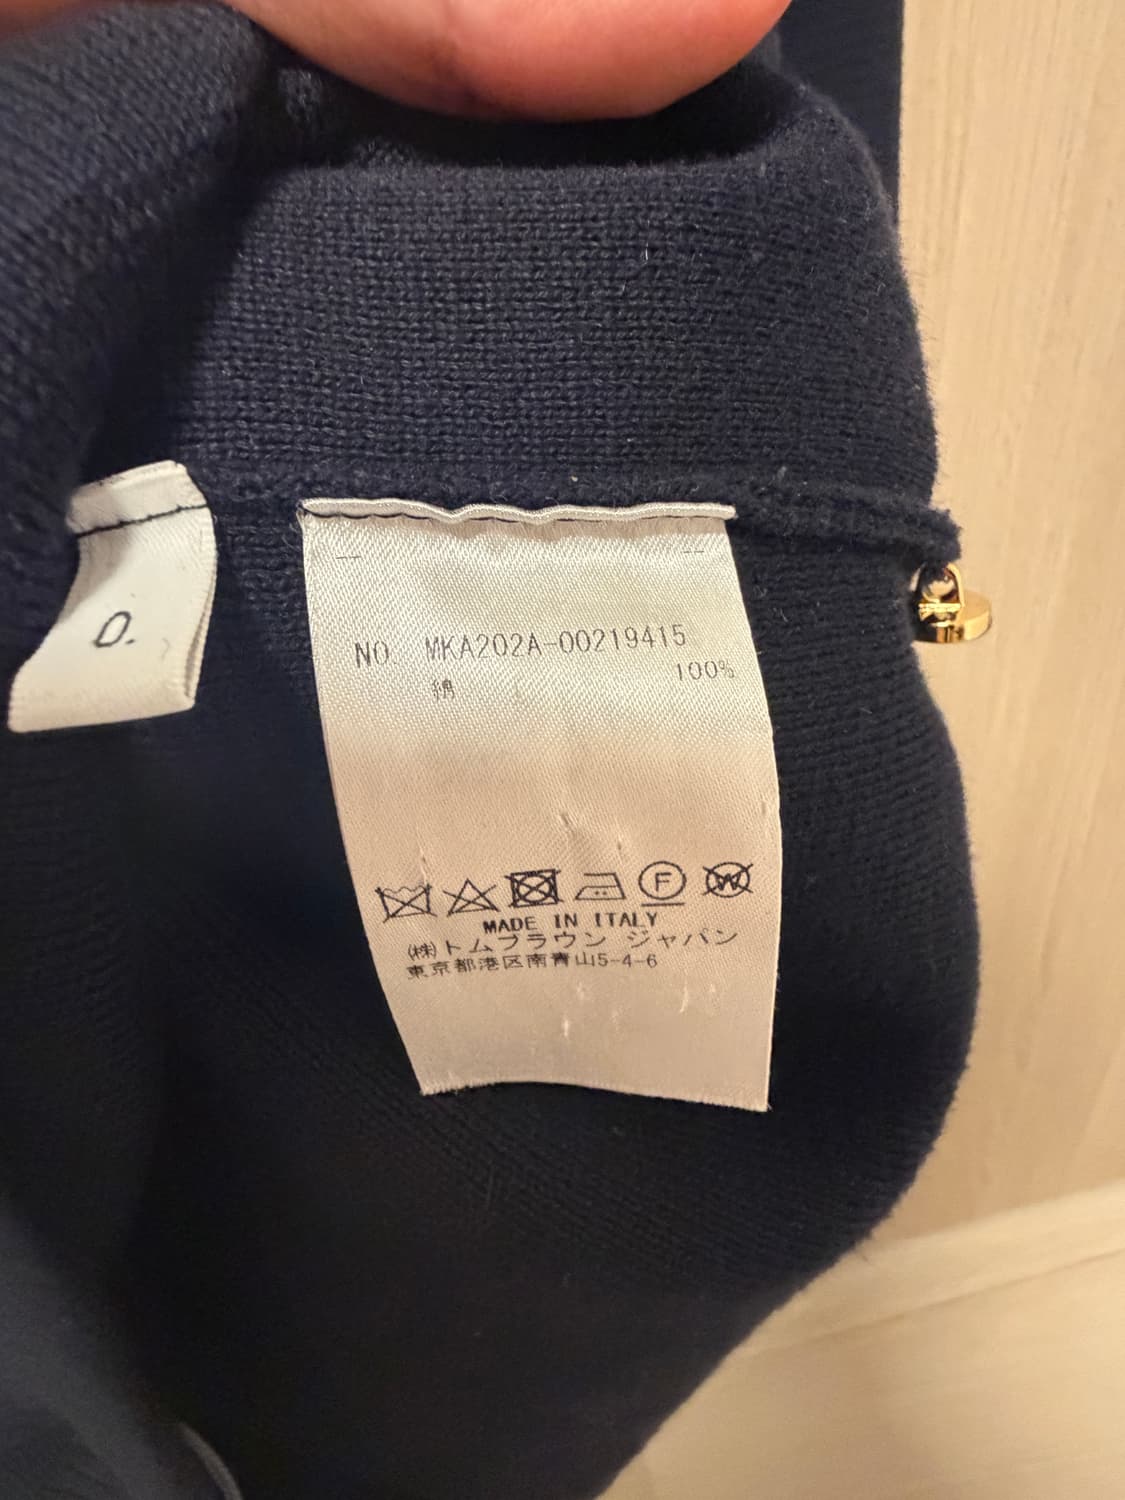 0.
NO. MKA202A-00219415
綿 100%
F W
MADE IN ITALY
(株)トムブラウン ジャパン
東京都港区南青山5-4-6